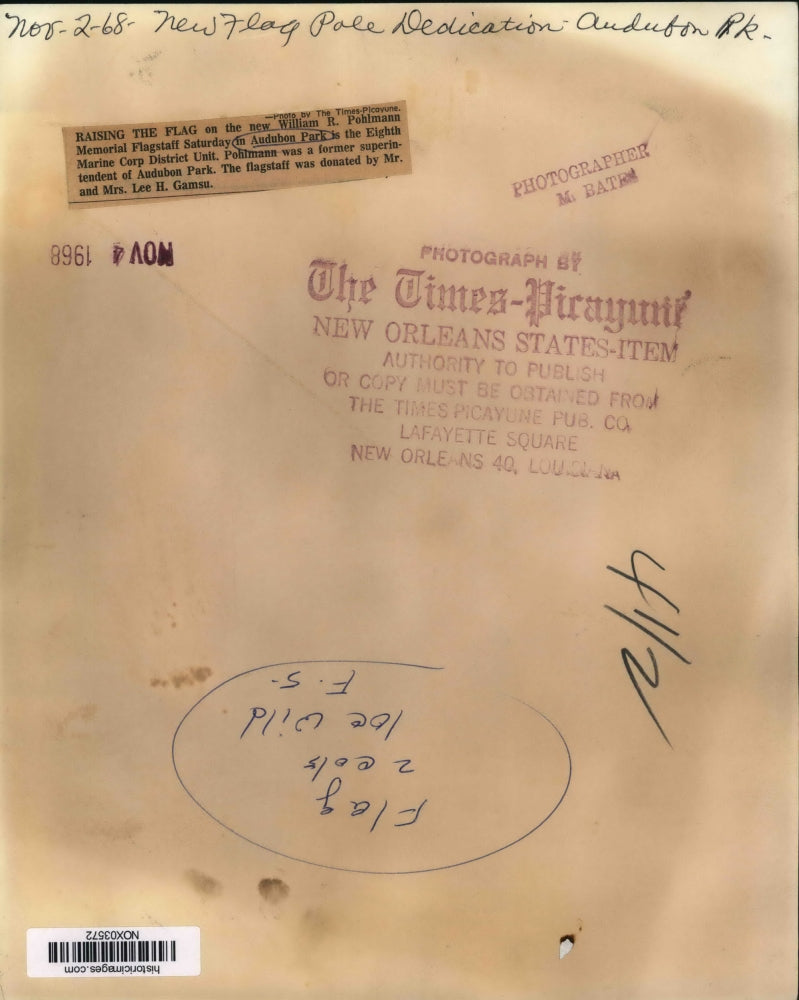 Nov-2-68- New Flag Pole Dedication- Audubon Pk.
—Photo by The Times-Picayune.
RAISING THE FLAG on the new William R. Pohlmann
Memorial Flagstaff Saturday in Audubon Park is the Eighth
Marine Corp District Unit. Pohlmann was a former superin-
tendent of Audubon Park. The flagstaff was donated by Mr.
and Mrs. Lee H. Gamsu.
PHOTOGRAPHER
M. BATES
NOV 4 1968
PHOTOGRAPH BY
The Times-Picayune
NEW ORLEANS STATES-ITEM
AUTHORITY TO PUBLISH
OR COPY MUST BE OBTAINED FROM
THE TIMES PICAYUNE PUB. CO.
LAFAYETTE SQUARE
NEW ORLEANS 40, LOUISIANA
Flag
2 cols
wild
F.S.
historicimages.com
NOX03572